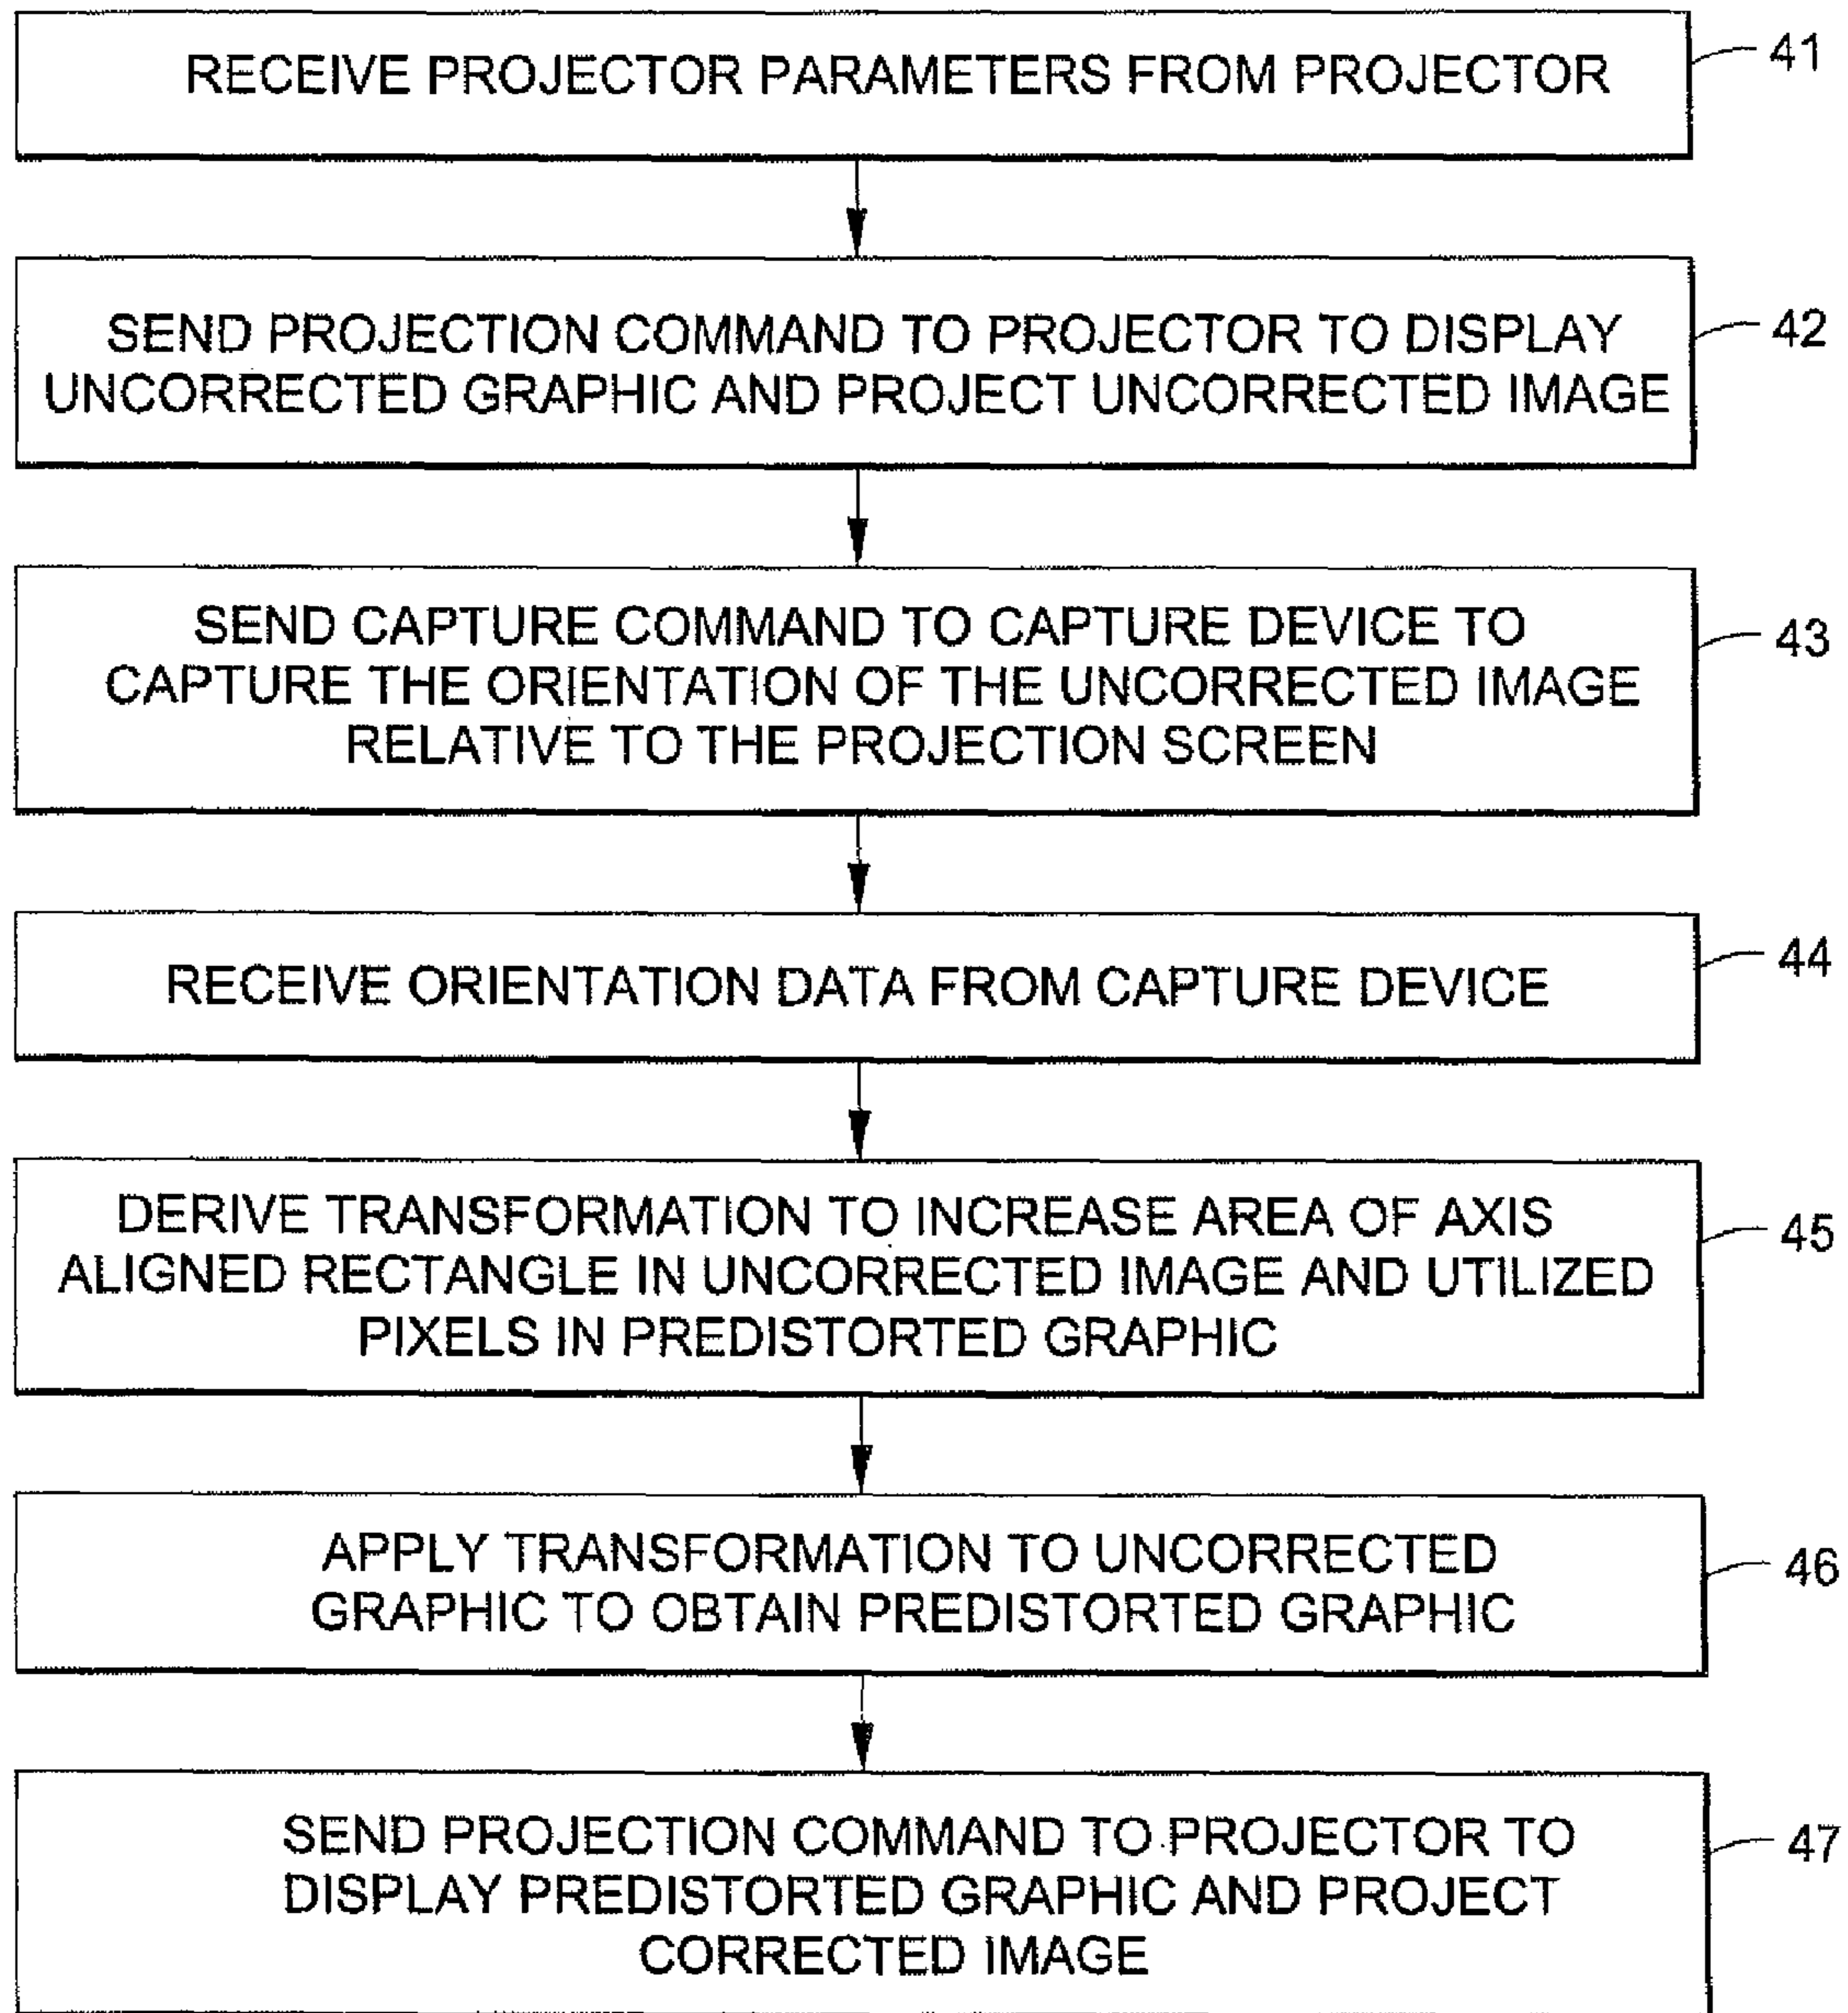 RECEIVE PROJECTOR PARAMETERS FROM PROJECTOR
41
SEND PROJECTION COMMAND TO PROJECTOR TO DISPLAY
UNCORRECTED GRAPHIC AND PROJECT UNCORRECTED IMAGE
42
SEND CAPTURE COMMAND TO CAPTURE DEVICE TO
CAPTURE THE ORIENTATION OF THE UNCORRECTED IMAGE
RELATIVE TO THE PROJECTION SCREEN
43
RECEIVE ORIENTATION DATA FROM CAPTURE DEVICE
44
DERIVE TRANSFORMATION TO INCREASE AREA OF AXIS
ALIGNED RECTANGLE IN UNCORRECTED IMAGE AND UTILIZED
PIXELS IN PREDISTORTED GRAPHIC
45
APPLY TRANSFORMATION TO UNCORRECTED
GRAPHIC TO OBTAIN PREDISTORTED GRAPHIC
46
SEND PROJECTION COMMAND TO PROJECTOR TO
DISPLAY PREDISTORTED GRAPHIC AND PROJECT
CORRECTED IMAGE
47